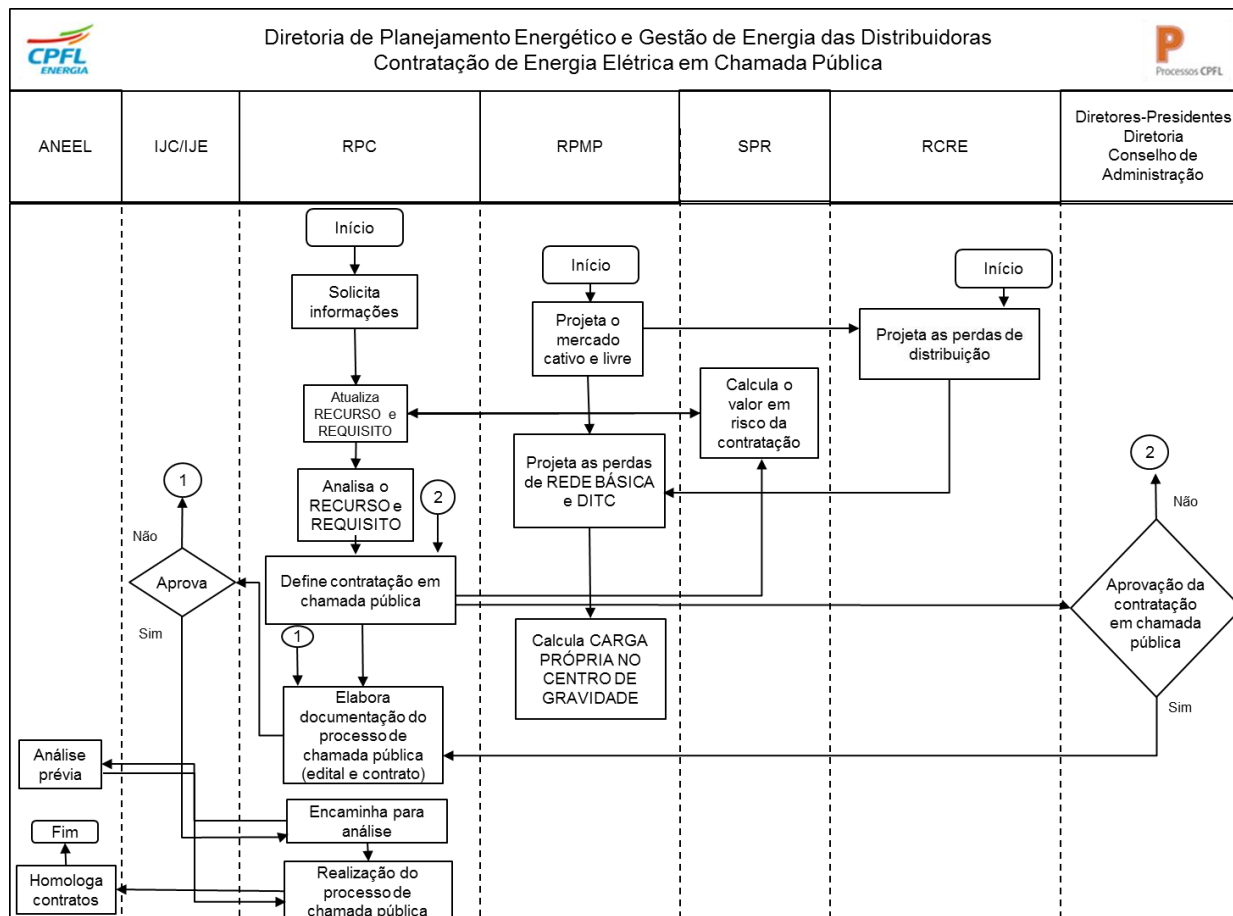 CPFL
ENERGIA
Diretoria de Planejamento Energético e Gestão de Energia das Distribuidoras
Contratação de Energia Elétrica em Chamada Pública
P
Processos CPFL
ANEEL
IJC/IJE
RPC
RPMP
SPR
RCRE
Diretores-Presidentes
Diretoria
Conselho de
Administração
Início
Solicita
informações
Atualiza
RECURSO e
REQUISITO
Analisa o
RECURSO e
REQUISITO
2
Define contratação em
chamada pública
1
Elabora
documentação do
processo de
chamada pública
(edital e contrato)
Encaminha para
análise
Realização do
processo de
chamada pública
1
Não
Aprova
Sim
Análise
prévia
Fim
Homologa
contratos
Início
Projeta o
mercado
cativo e livre
Projeta as perdas
de REDE BÁSICA
e DITC
Calcula CARGA
PRÓPRIA NO
CENTRO DE
GRAVIDADE
Calcula o
valor em
risco da
contratação
Início
Projeta as perdas de
distribuição
2
Não
Aprovação da
contratação
em chamada
pública
Sim